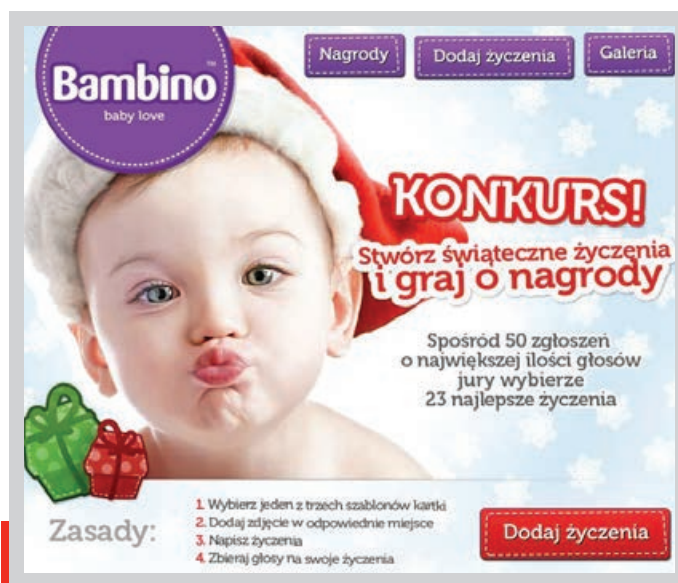 Bambino™
baby love
Nagrody
Dodaj życzenia
Galeria
KONKURS!
Stwórz świąteczne życzenia
i graj o nagrody
Spośród 50 zgłoszeń
o największej ilości głosów
jury wybierze
23 najlepsze życzenia
Zasady:
1. Wybierz jeden z trzech szablonów kartki
2. Dodaj zdjęcie w odpowiednie miejsce
3. Napisz życzenia
4. Zbieraj głosy na swoje życzenia
Dodaj życzenia